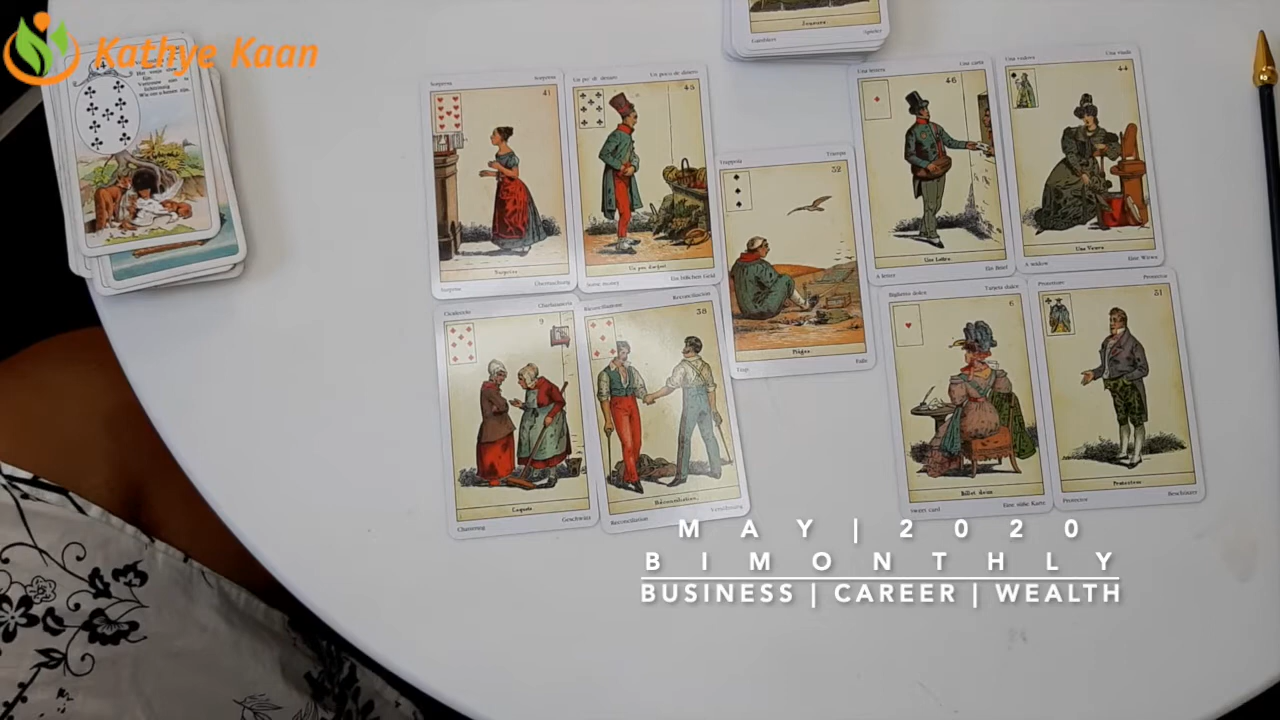 Kathye Kaan
Sorpresa
Sorpresa
41
Surprise
Sorpresa
Überraschung
Un po' di denaro
Un poco de dinero
45
Un peu d'argent
Some money
Ein bißchen Geld
Trappola
Trampa
32
Piége
Trap
Falle
Una lettera
Una carta
46
Une Lettre
A letter
Ein Brief
Una vedova
Una viuda
44
Une Veuve
A widow
Eine Witwe
9
Chattering
Geschwätz
Riconciliazione
Reconciliación
38
Réconciliation
Reconciliation
Versöhnung
Biglietto dolce
Tarjeta dulce
6
Billet doux
Sweet card
Eine süße Karte
Protettore
Protector
31
Protecteur
Protector
Beschützer
Spieler
MAY | 2020
BIMONTHLY
BUSINESS | CAREER | WEALTH